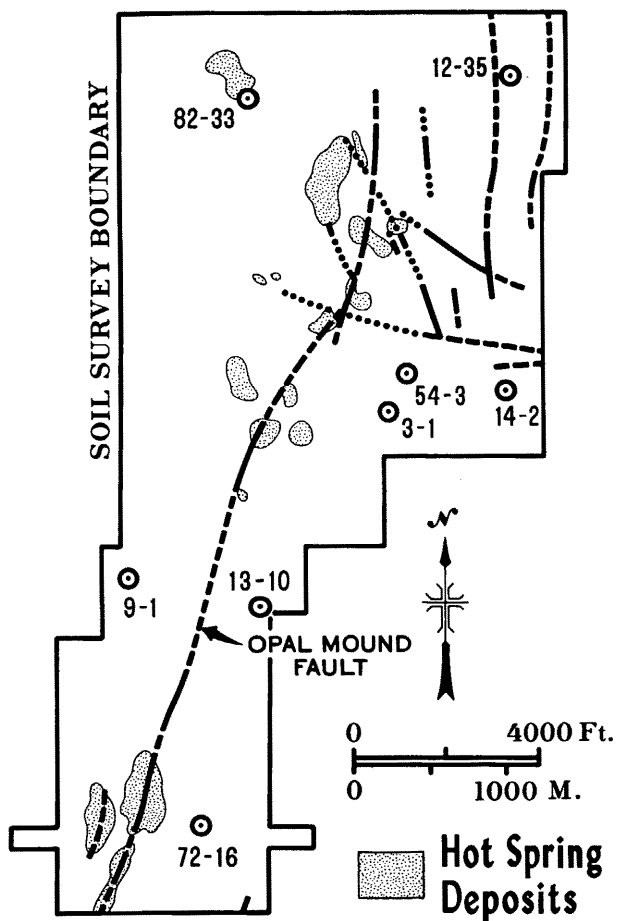 12-35
82-33
SOIL SURVEY BOUNDARY
54-3
14-2
3-1
N
9-1
13-10
OPAL MOUND
FAULT
0 4000 Ft.
0 1000 M.
72-16
Hot Spring
Deposits